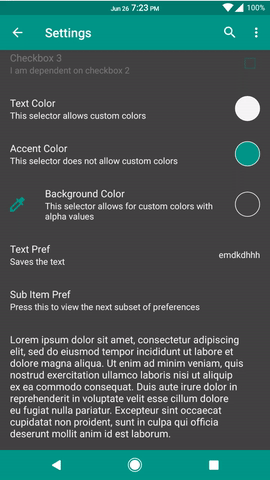 Jun 26 7:23 PM 100%
Settings
Checkbox 3
I am dependent on checkbox 2
Text Color
This selector allows custom colors
Accent Color
This selector does not allow custom colors
Background Color
This selector allows for custom colors with
alpha values
Text Pref
Saves the text
emdkdhhh
Sub Item Pref
Press this to view the next subset of preferences
Lorem ipsum dolor sit amet, consectetur adipiscing
elit, sed do eiusmod tempor incididunt ut labore et
dolore magna aliqua. Ut enim ad minim veniam, quis
nostrud exercitation ullamco laboris nisi ut aliquip
ex ea commodo consequat. Duis aute irure dolor in
reprehenderit in voluptate velit esse cillum dolore
eu fugiat nulla pariatur. Excepteur sint occaecat
cupidatat non proident, sunt in culpa qui officia
deserunt mollit anim id est laborum.